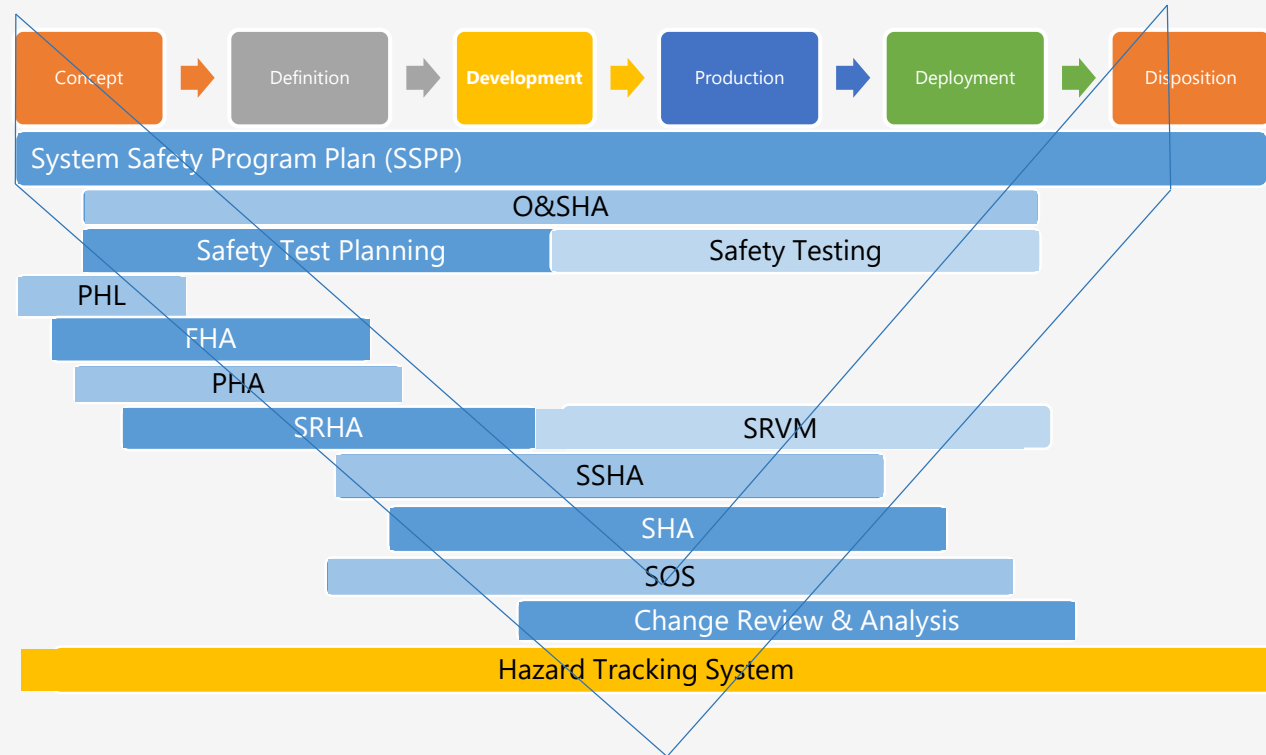 Concept
Definition
Development
Production
Deployment
Disposition
System Safety Program Plan (SSPP)
O&SHA
Safety Test Planning
Safety Testing
PHL
FHA
PHA
SRHA
SRVM
SSHA
SHA
SOS
Change Review & Analysis
Hazard Tracking System